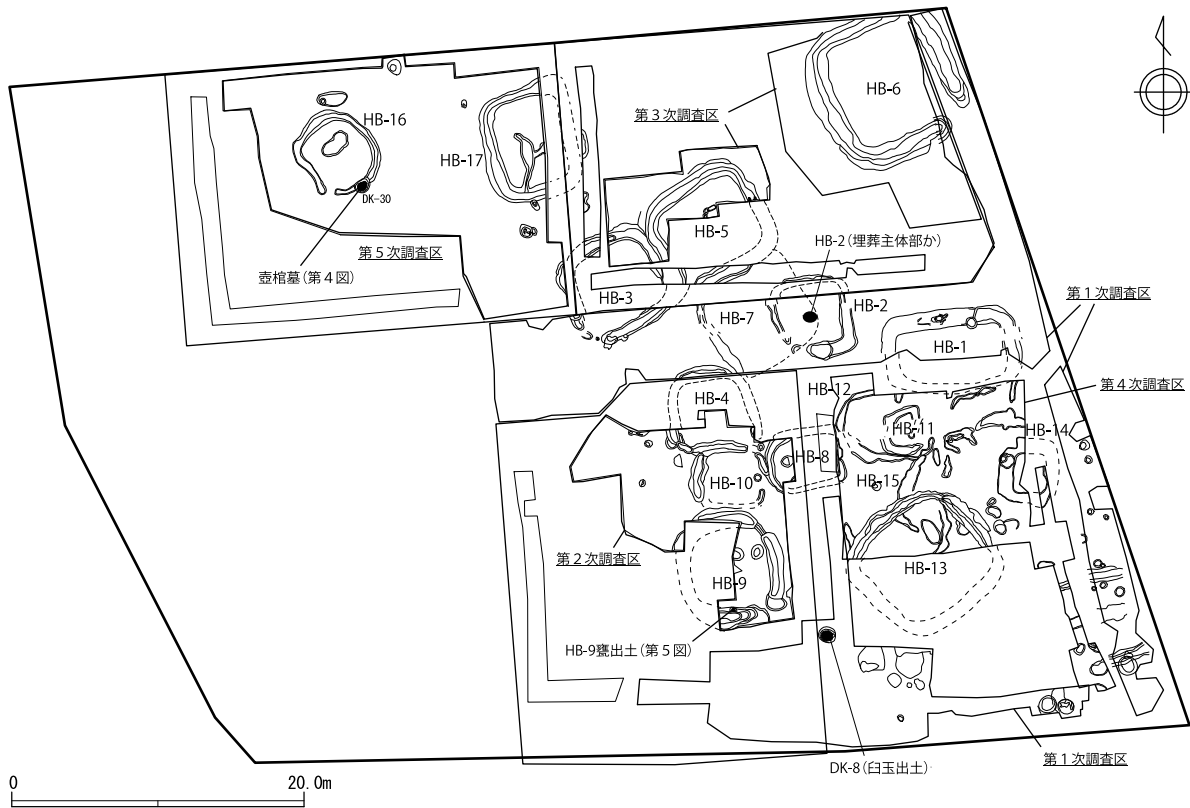 HB-6
第3次調査区
HB-16
HB-17
DK-30
HB-5
HB-2(埋葬主体部か)
第5次調査区
壺棺墓(第4図)
第1次調査区
HB-3
HB-2
HB-7
HB-1
HB-12
第4次調査区
HB-4
HB-11
HB-14
HB-8
HB-10
HB-15
第2次調査区
HB-9
HB-13
HB-9甕出土(第5図)
DK-8(臼玉出土)
第1次調査区
0
20.0m